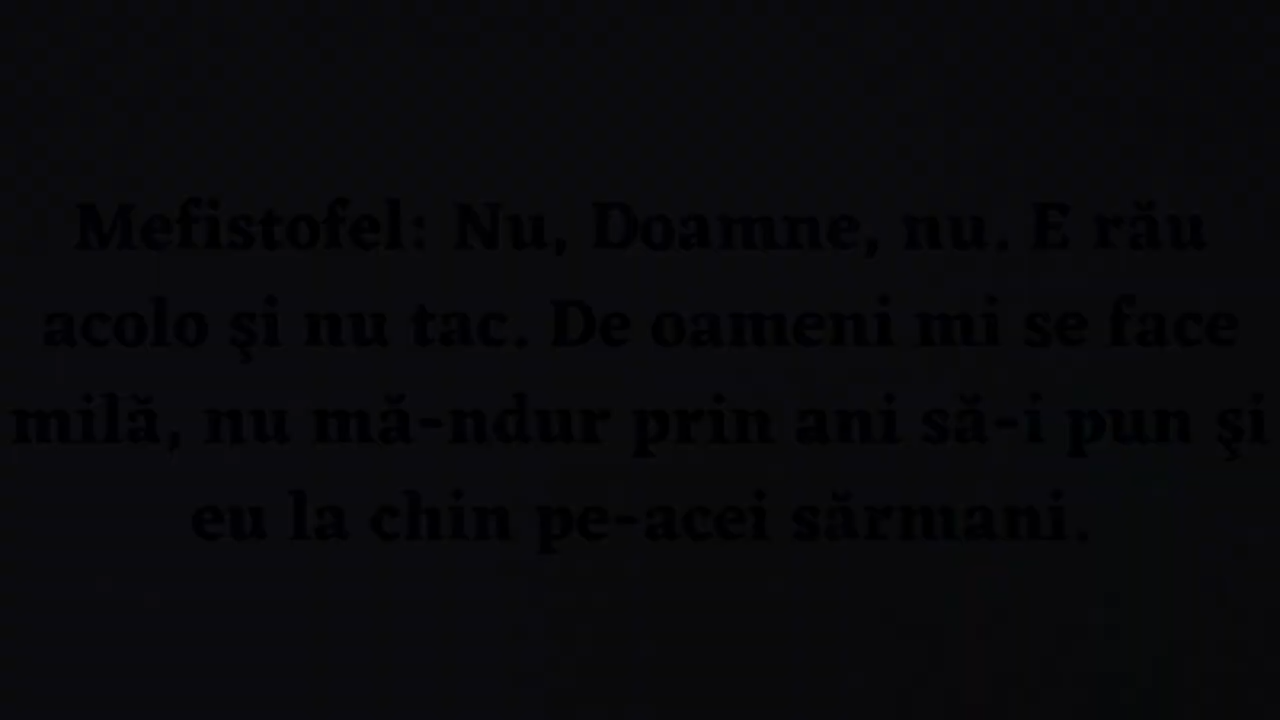 Mefistofel: Nu, Doamne, nu. E rău
acolo şi nu tac. De oameni mi se face
milă, nu mă-ndur prin ani să-i pun şi
eu la chin pe-acei sărmani.